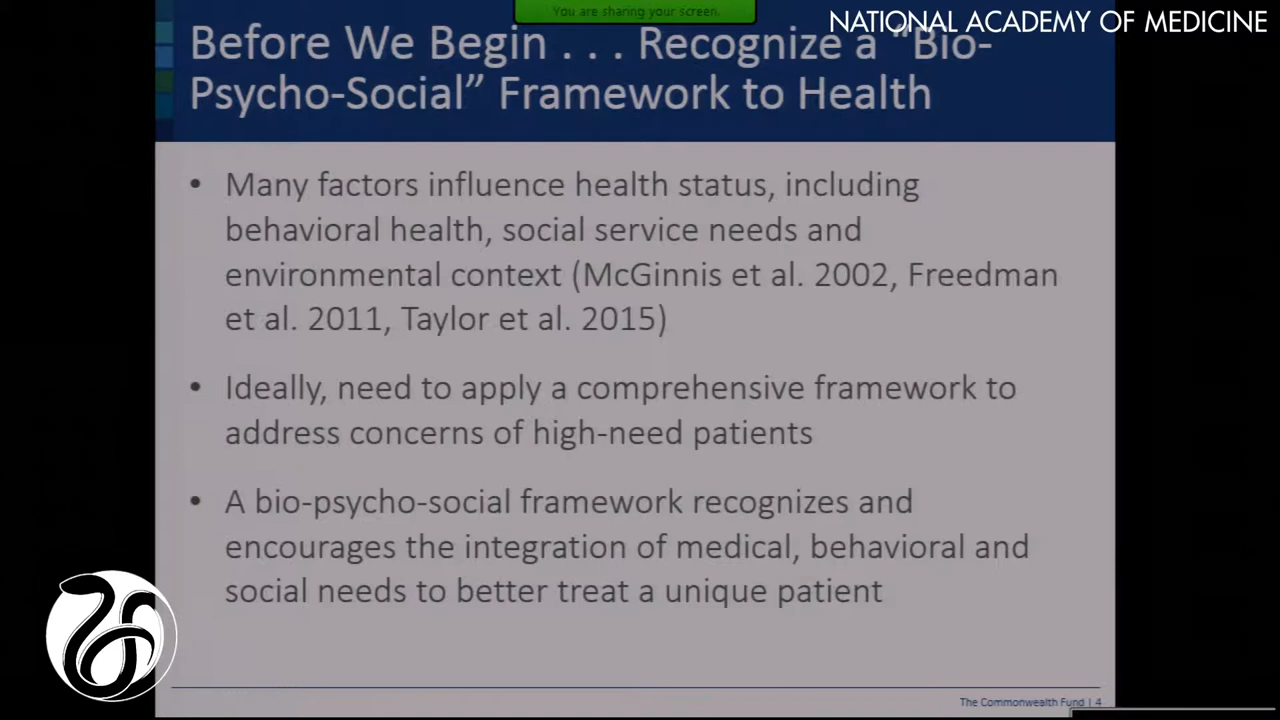 You are sharing your screen.
NATIONAL ACADEMY OF MEDICINE
Before We Begin . . . Recognize a “Bio-
Psycho-Social” Framework to Health
• Many factors influence health status, including
behavioral health, social service needs and
environmental context (McGinnis et al. 2002, Freedman
et al. 2011, Taylor et al. 2015)
• Ideally, need to apply a comprehensive framework to
address concerns of high-need patients
• A bio-psycho-social framework recognizes and
encourages the integration of medical, behavioral and
social needs to better treat a unique patient
The Commonwealth Fund | 4